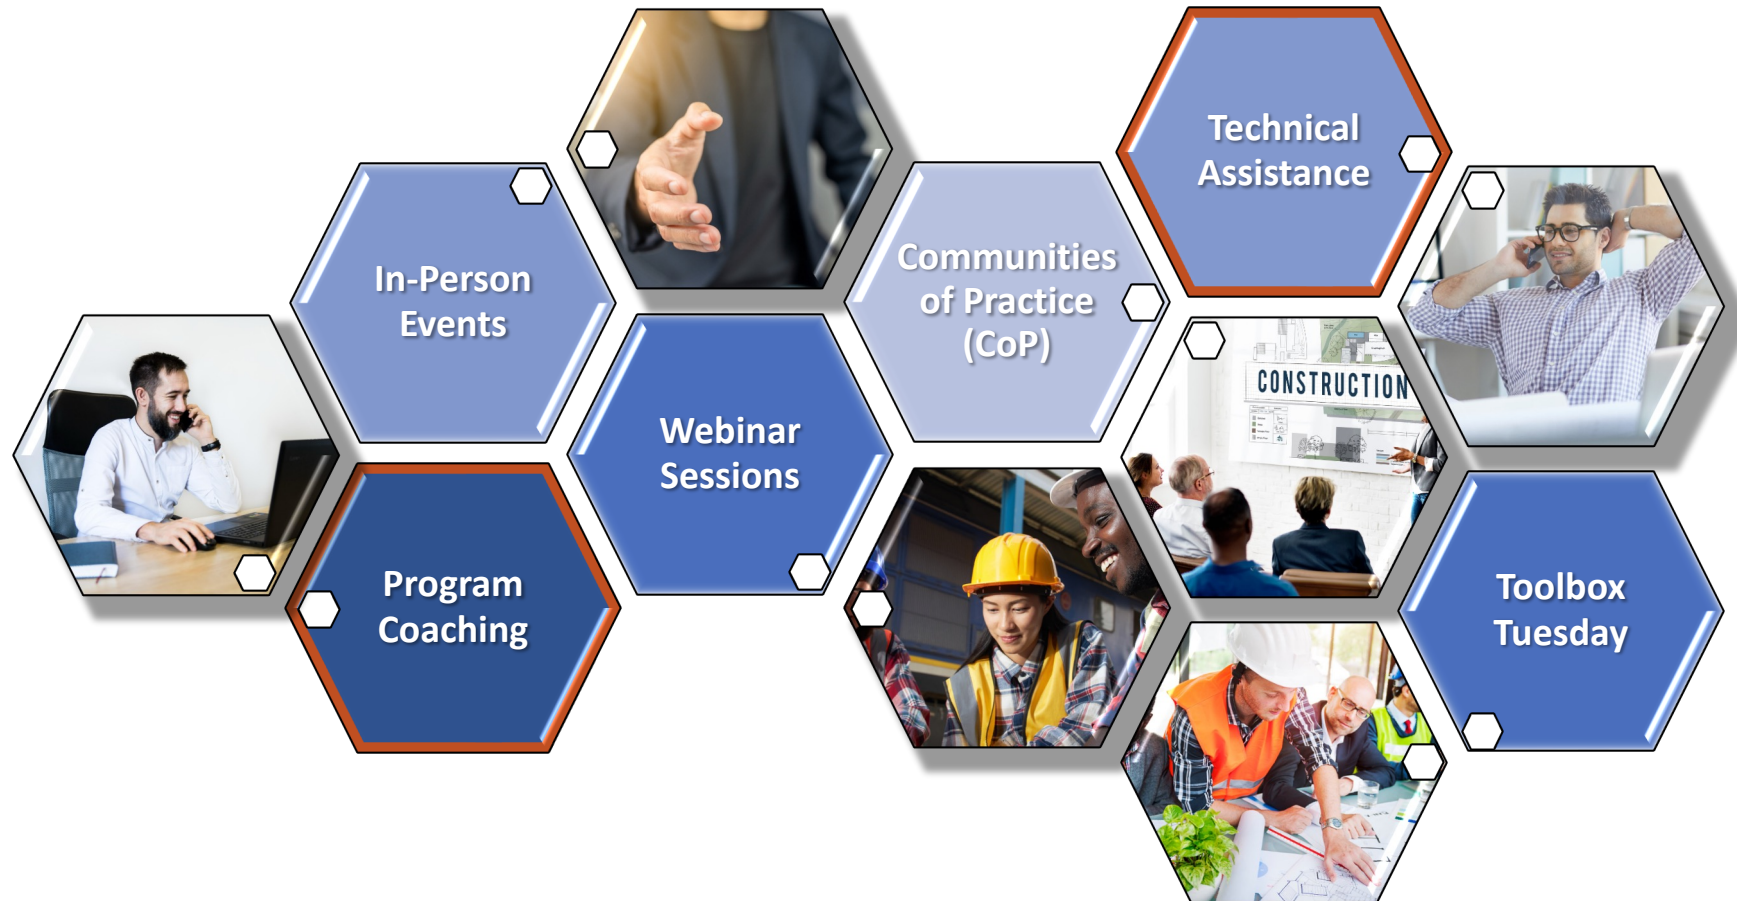 Technical
Assistance
In-Person
Events
Communities
of Practice
(CoP)
CONSTRUCTION
Webinar
Sessions
Program
Coaching
Toolbox
Tuesday